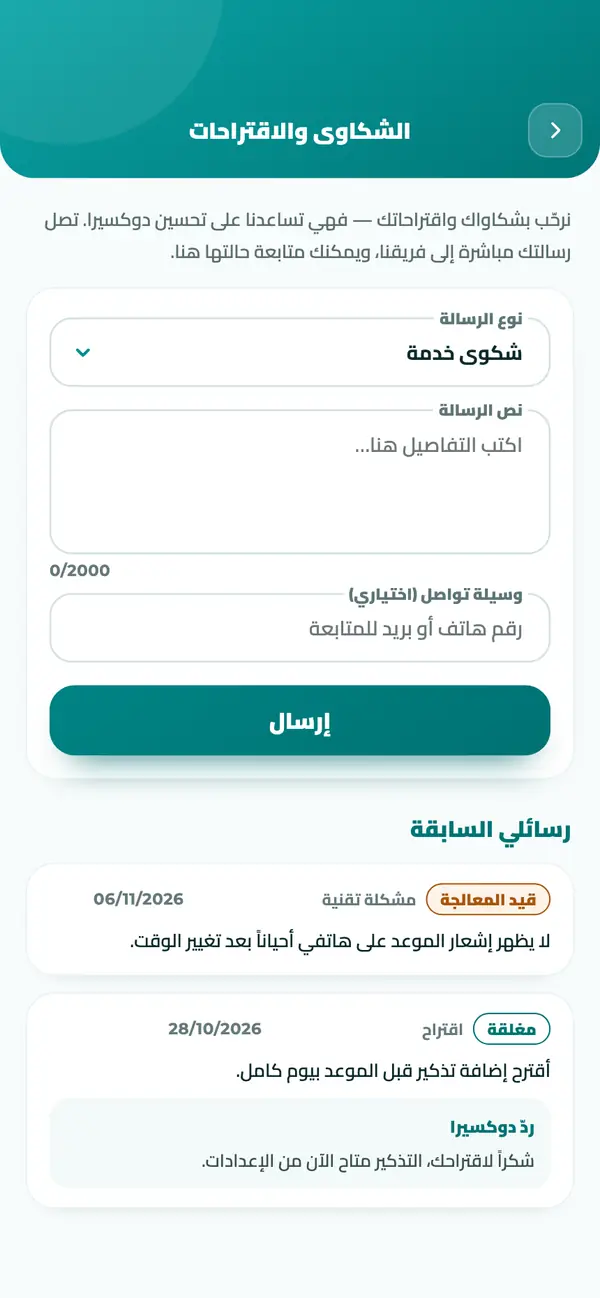 الشكاوى والاقتراحات
نرحّب بشكاواك واقتراحاتك — فهي تساعدنا على تحسين دوكسيرا. تصل
رسالتك مباشرة إلى فريقنا، ويمكنك متابعة حالتها هنا.
نوع الرسالة
شكوى خدمة
نص الرسالة
اكتب التفاصيل هنا...
0/2000
وسيلة تواصل (اختياري)
رقم هاتف أو بريد للمتابعة
إرسال
رسائلي السابقة
قيد المعالجة مشكلة تقنية 06/11/2026
لا يظهر إشعار الموعد على هاتفي أحياناً بعد تغيير الوقت.
مغلقة اقتراح 28/10/2026
أقترح إضافة تذكير قبل الموعد بيوم كامل.
ردّ دوكسيرا
شكراً لاقتراحك، التذكير متاح الآن من الإعدادات.